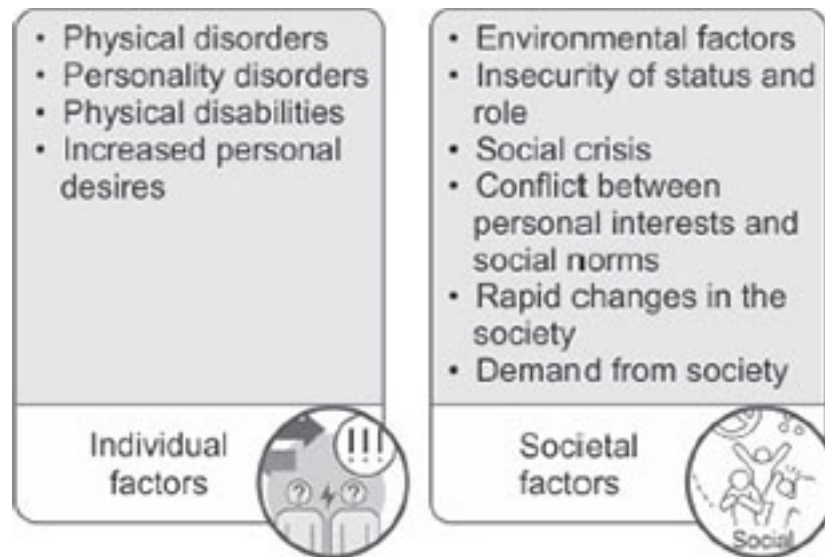 • Physical disorders
• Personality disorders
• Physical disabilities
• Increased personal
desires
Individual
factors
!!!
? ?
• Environmental factors
• Insecurity of status and
role
• Social crisis
• Conflict between
personal interests and
social norms
• Rapid changes in the
society
• Demand from society
Societal
factors
Social